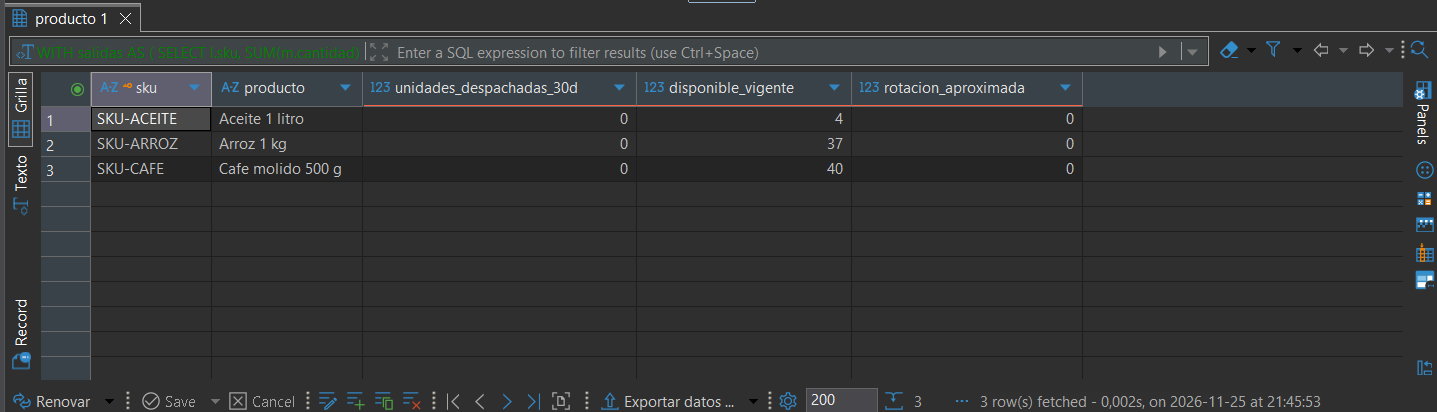 producto 1
WITH salidas AS ( SELECT l.sku, SUM(m.cantidad) Enter a SQL expression to filter results (use Ctrl+Space)
Grilla
Texto
Record
A-Z sku A-Z producto 123 unidades_despachadas_30d 123 disponible_vigente 123 rotacion_aproximada
1 SKU-ACEITE Aceite 1 litro 0 4 0
2 SKU-ARROZ Arroz 1 kg 0 37 0
3 SKU-CAFE Cafe molido 500 g 0 40 0
Panels
Renovar Save Cancel Exportar datos ... 200 3 ... 3 row(s) fetched - 0,002s, on 2026-11-25 at 21:45:53